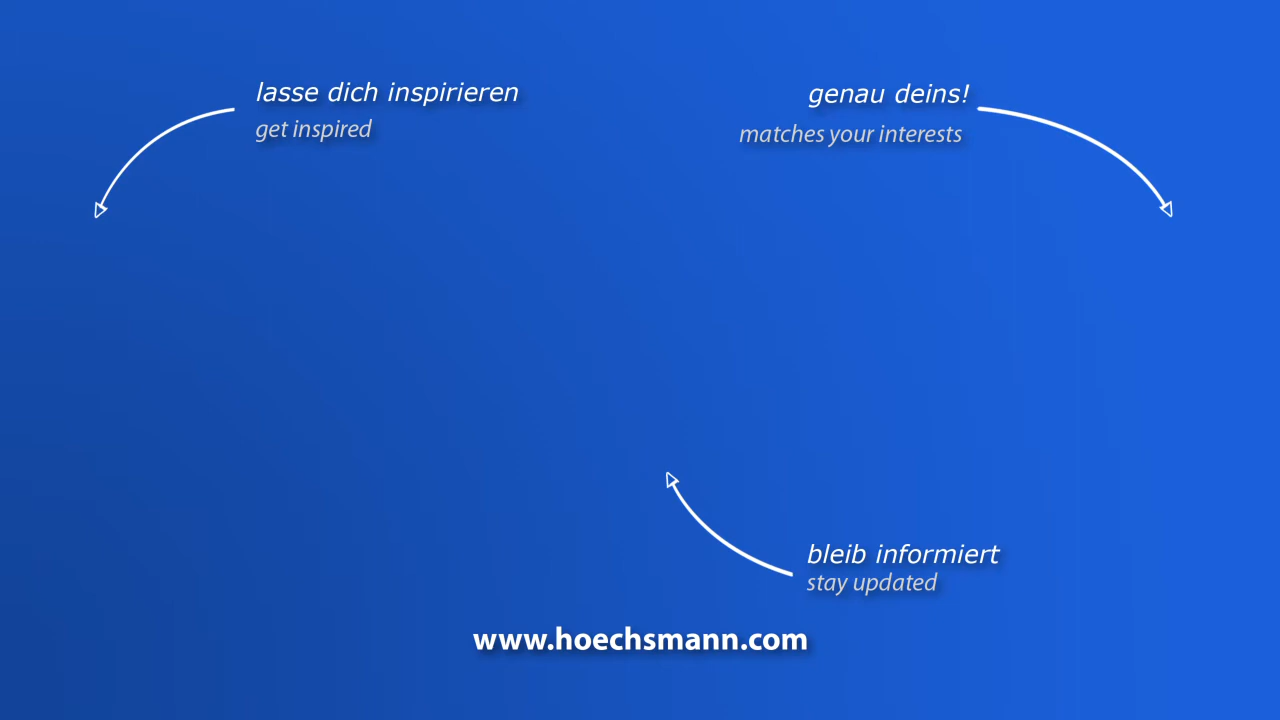 lasse dich inspirieren
get inspired
genau deins!
matches your interests
bleib informiert
stay updated
www.hoechsmann.com